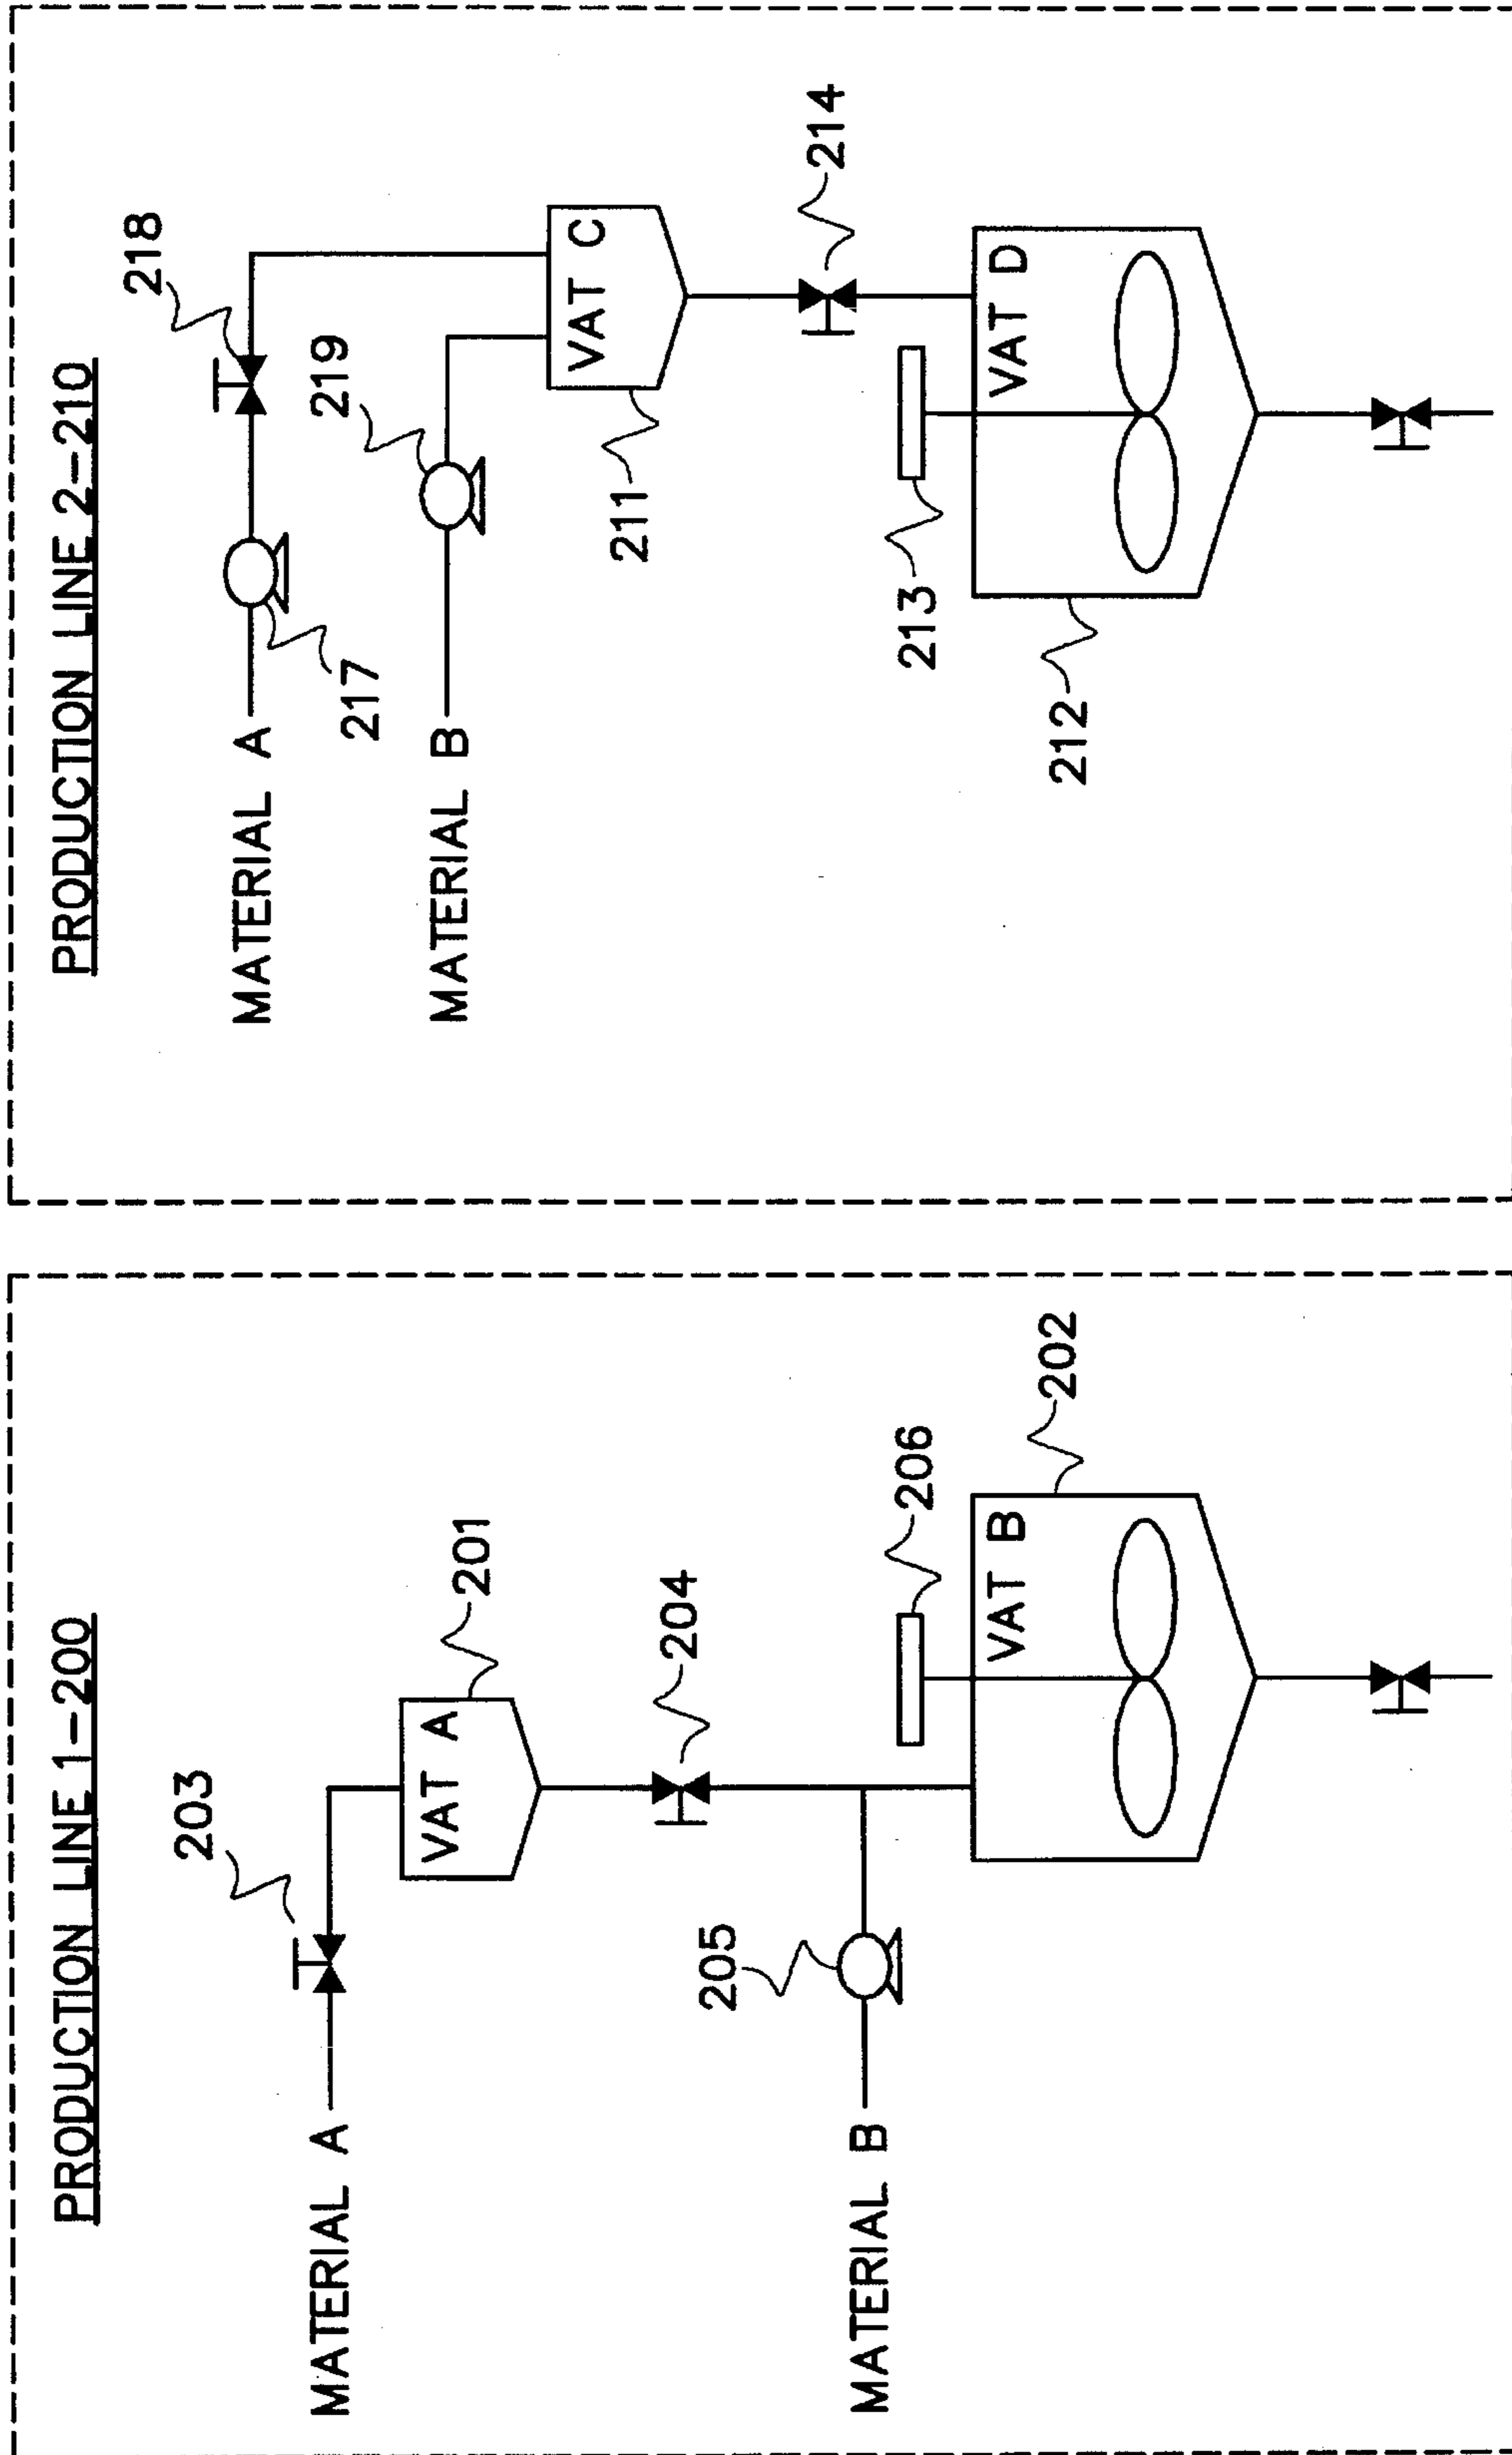 PRODUCTION LINE 1-200
203
MATERIAL A
VAT A
201
204
205
MATERIAL B
206
VAT B
202
PRODUCTION LINE 2-210
218
MATERIAL A
217
219
MATERIAL B
VAT C
211
214
213
VAT D
212